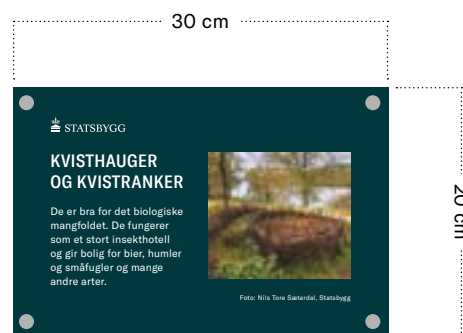 30 cm
STATSBYGG
KVISTHAUGER
OG KVISTRANKER
De er bra for det biologiske
mangfoldet. De fungerer
som et stort insekthotell
og gir bolig for bier, humler
og småfugler og mange
andre arter.
Foto: Nils Tore Sæterdal, Statsbygg
20 cm